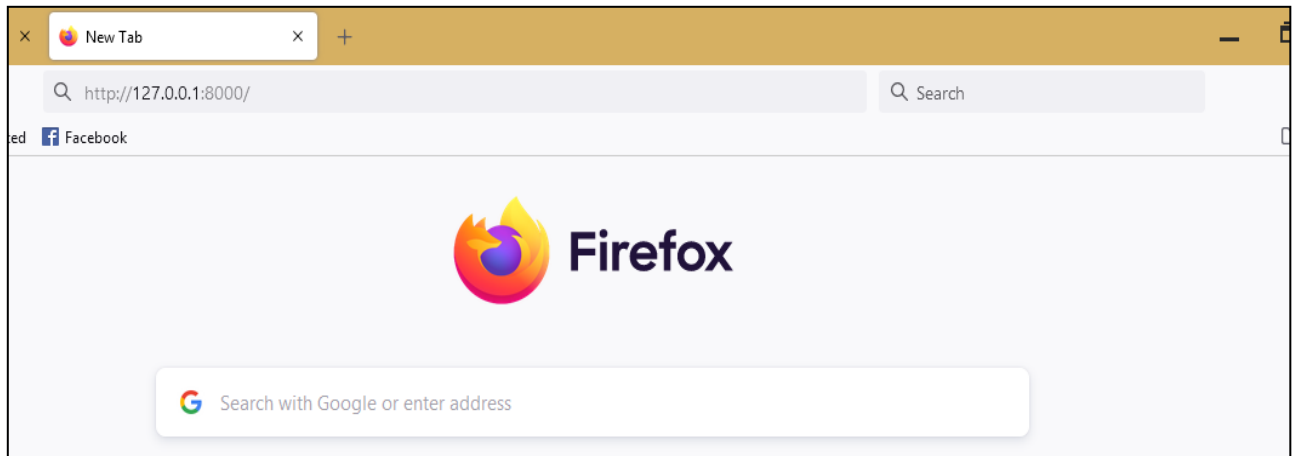 New Tab
http://127.0.0.1:8000/
Search
Facebook
Firefox
Search with Google or enter address